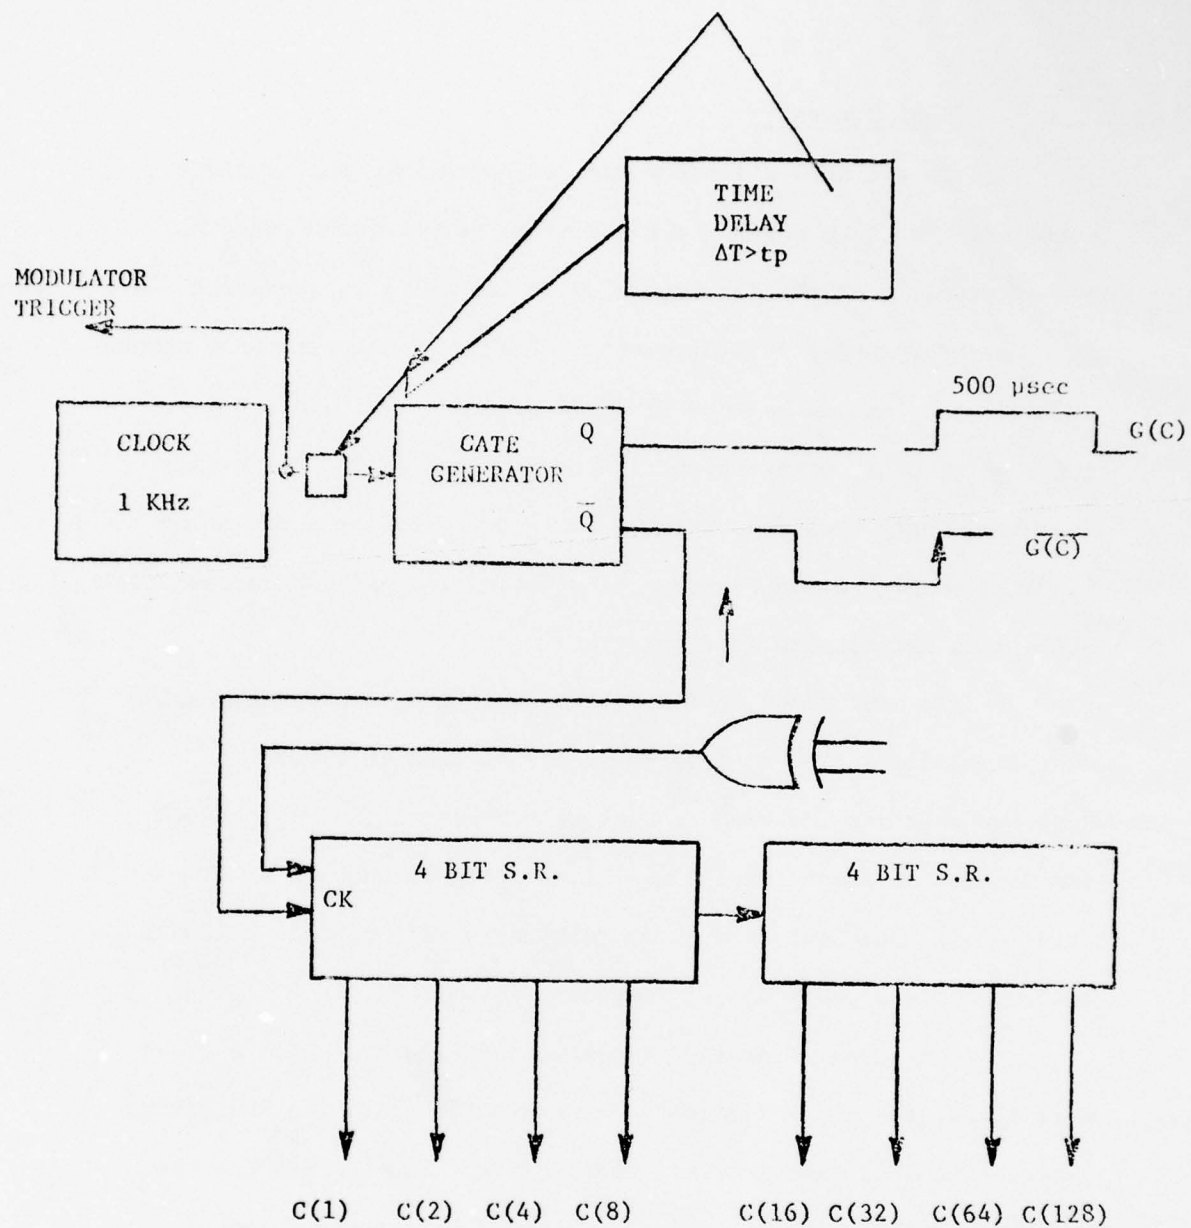 TIME
DELAY
ΔT>tp
MODULATOR
TRIGGER
500 μsec
CLOCK
1 KHz
GATE
GENERATOR
Q
Q̅
G(C)
G̅(̅C̅)̅
4 BIT S.R.
CK
4 BIT S.R.
C(1) C(2) C(4) C(8) C(16) C(32) C(64) C(128)